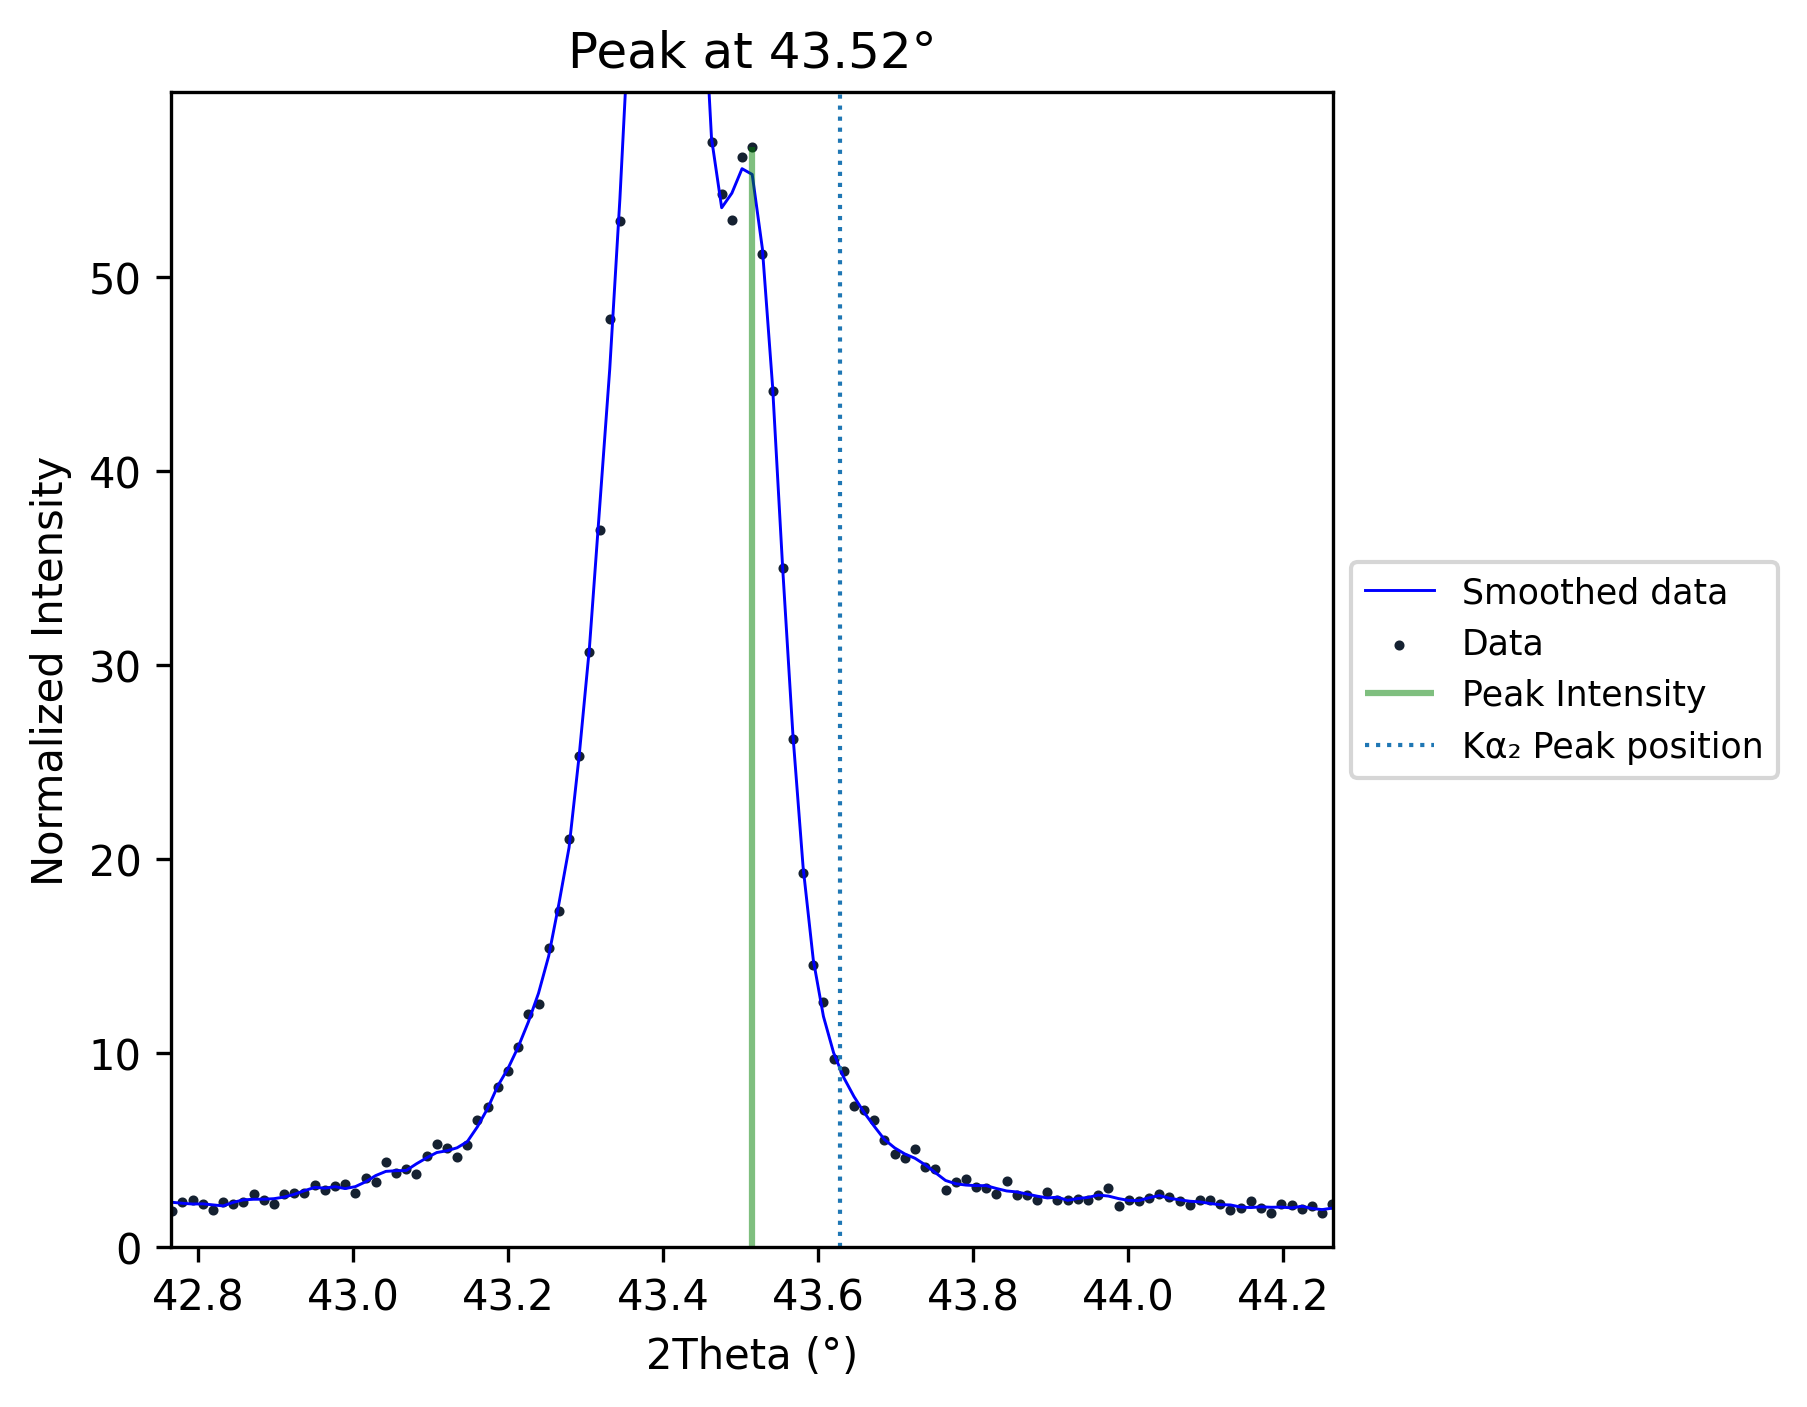 Peak at 43.52°
Normalized Intensity
50
40
30
20
10
0
42.8 43.0 43.2 43.4 43.6 43.8 44.0 44.2
2Theta (°)
Smoothed data
Data
Peak Intensity
Kα₂ Peak position